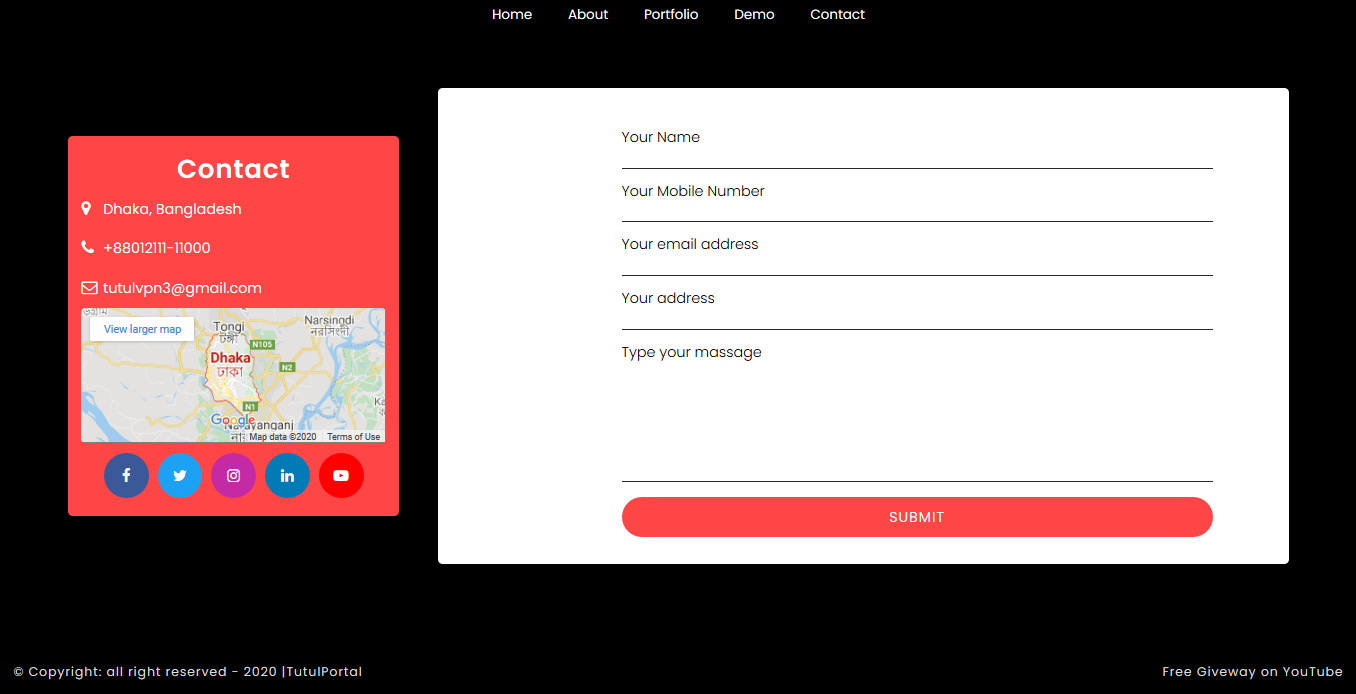 Home About Portfolio Demo Contact
Contact
Dhaka, Bangladesh
+88012111-11000
tutulvpn3@gmail.com
View larger map
Tongi
টঙ্গী
Narsingdi
নরসিংদী
N105
Dhaka
ঢাকা
N2
N1
Google
Narayanganj
Map data ©2020 Terms of Use
Your Name
Your Mobile Number
Your email address
Your address
Type your massage
SUBMIT
© Copyright: all right reserved - 2020 |TutulPortal
Free Giveway on YouTube